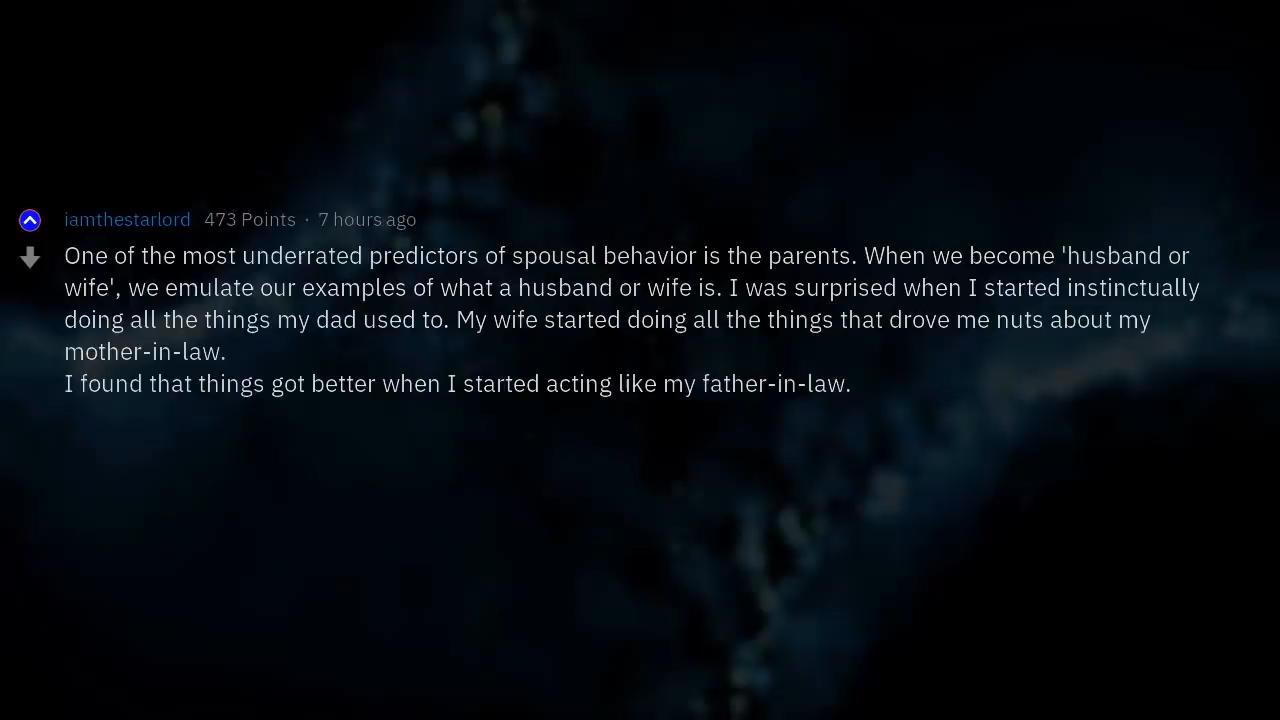 iamthestarlord 473 Points · 7 hours ago
One of the most underrated predictors of spousal behavior is the parents. When we become 'husband or
wife', we emulate our examples of what a husband or wife is. I was surprised when I started instinctually
doing all the things my dad used to. My wife started doing all the things that drove me nuts about my
mother-in-law.
I found that things got better when I started acting like my father-in-law.